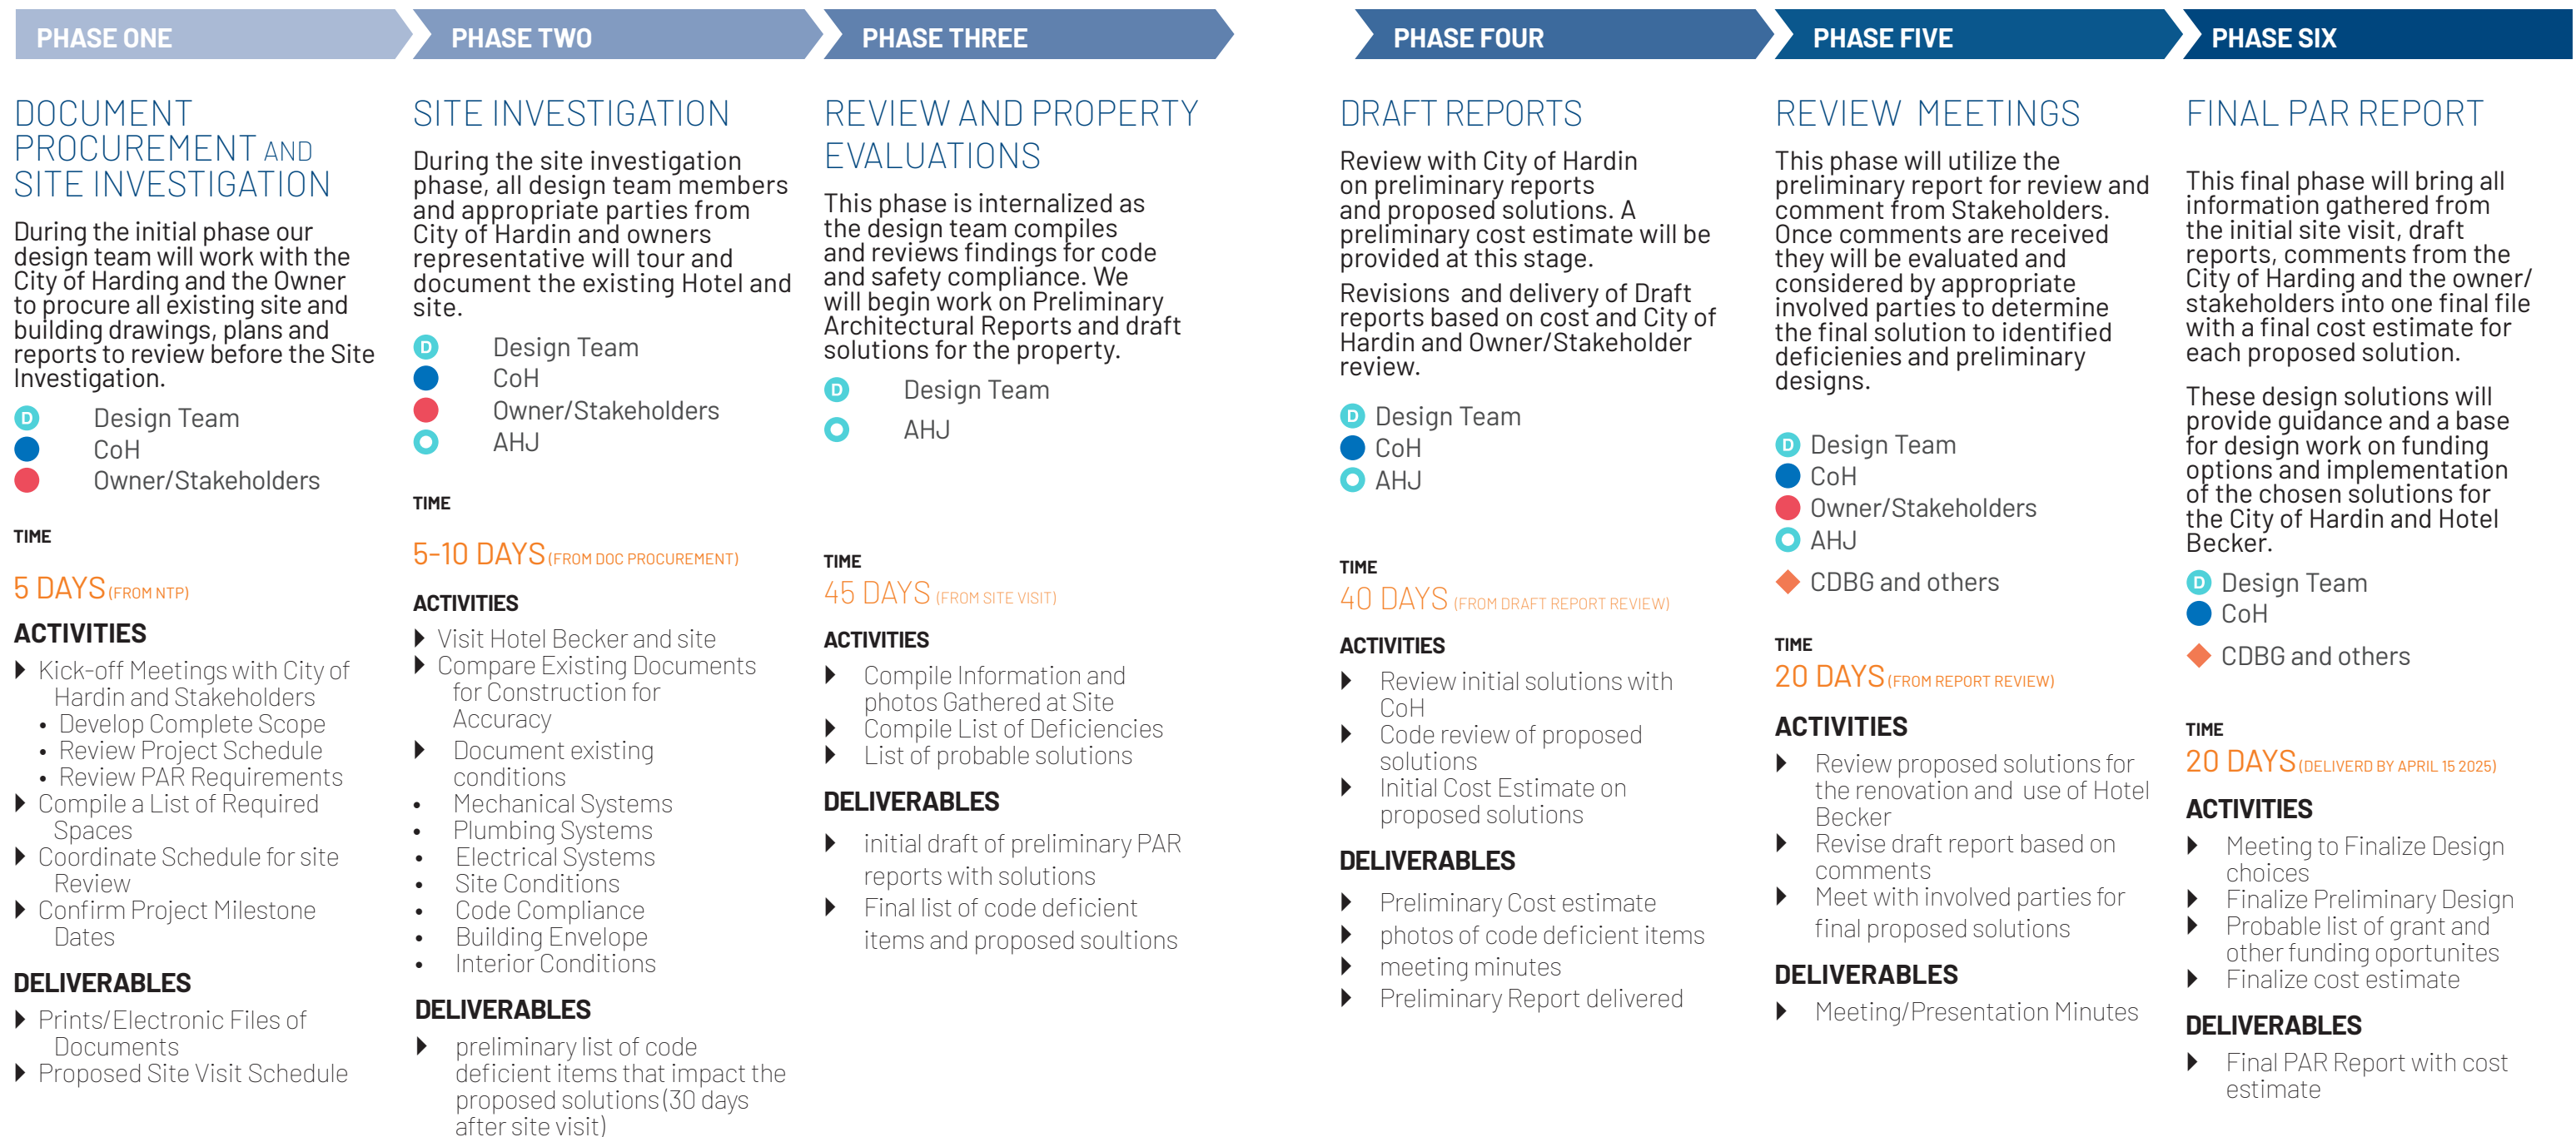 PHASE ONE
DOCUMENT
PROCUREMENT AND
SITE INVESTIGATION
During the initial phase our
design team will work with the
City of Harding and the Owner
to procure all existing site and
building drawings, plans and
reports to review before the Site
Investigation.
D Design Team
CoH
Owner/Stakeholders
TIME
5 DAYS (FROM NTP)
ACTIVITIES
Kick-off Meetings with City of
Hardin and Stakeholders
• Develop Complete Scope
• Review Project Schedule
• Review PAR Requirements
Compile a List of Required
Spaces
Coordinate Schedule for site
Review
Confirm Project Milestone
Dates
DELIVERABLES
Prints/Electronic Files of
Documents
Proposed Site Visit Schedule
PHASE TWO
SITE INVESTIGATION
During the site investigation
phase, all design team members
and appropriate parties from
City of Hardin and owners
representative will tour and
document the existing Hotel and
site.
D Design Team
CoH
Owner/Stakeholders
AHJ
TIME
5-10 DAYS (FROM DOC PROCUREMENT)
ACTIVITIES
Visit Hotel Becker and site
Compare Existing Documents
for Construction for
Accuracy
Document existing
conditions
• Mechanical Systems
• Plumbing Systems
• Electrical Systems
• Site Conditions
• Code Compliance
• Building Envelope
• Interior Conditions
DELIVERABLES
preliminary list of code
deficient items that impact the
proposed solutions (30 days
after site visit)
PHASE THREE
REVIEW AND PROPERTY
EVALUATIONS
This phase is internalized as
the design team compiles
and reviews findings for code
and safety compliance. We
will begin work on Preliminary
Architectural Reports and draft
solutions for the property.
D Design Team
AHJ
TIME
45 DAYS (FROM SITE VISIT)
ACTIVITIES
Compile Information and
photos Gathered at Site
Compile List of Deficiencies
List of probable solutions
DELIVERABLES
initial draft of preliminary PAR
reports with solutions
Final list of code deficient
items and proposed soultions
PHASE FOUR
DRAFT REPORTS
Review with City of Hardin
on preliminary reports
and proposed solutions. A
preliminary cost estimate will be
provided at this stage.
Revisions and delivery of Draft
reports based on cost and City of
Hardin and Owner/Stakeholder
review.
D Design Team
CoH
AHJ
TIME
40 DAYS (FROM DRAFT REPORT REVIEW)
ACTIVITIES
Review initial solutions with
CoH
Code review of proposed
solutions
Initial Cost Estimate on
proposed solutions
DELIVERABLES
Preliminary Cost estimate
photos of code deficient items
meeting minutes
Preliminary Report delivered
PHASE FIVE
REVIEW MEETINGS
This phase will utilize the
preliminary report for review and
comment from Stakeholders.
Once comments are received
they will be evaluated and
considered by appropriate
involved parties to determine
the final solution to identified
deficienies and preliminary
designs.
D Design Team
CoH
Owner/Stakeholders
AHJ
CDBG and others
TIME
20 DAYS (FROM REPORT REVIEW)
ACTIVITIES
Review proposed solutions for
the renovation and use of Hotel
Becker
Revise draft report based on
comments
Meet with involved parties for
final proposed solutions
DELIVERABLES
Meeting/Presentation Minutes
PHASE SIX
FINAL PAR REPORT
This final phase will bring all
information gathered from
the initial site visit, draft
reports, comments from the
City of Harding and the owner/
stakeholders into one final file
with a final cost estimate for
each proposed solution.
These design solutions will
provide guidance and a base
for design work on funding
options and implementation
of the chosen solutions for
the City of Hardin and Hotel
Becker.
D Design Team
CoH
CDBG and others
TIME
20 DAYS (DELIVERD BY APRIL 15 2025)
ACTIVITIES
Meeting to Finalize Design
choices
Finalize Preliminary Design
Probable list of grant and
other funding oportunites
Finalize cost estimate
DELIVERABLES
Final PAR Report with cost
estimate